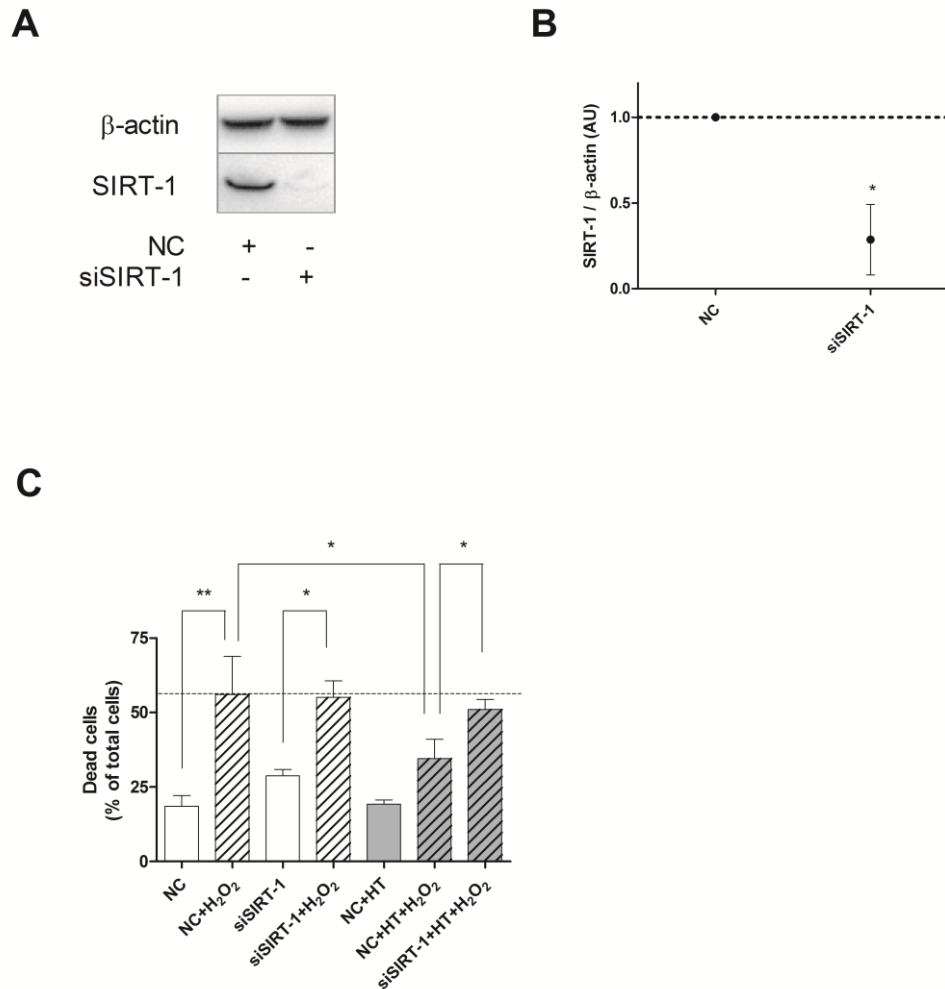 A
β-actin
SIRT-1
NC + -
siSIRT-1 - +
B
SIRT-1 / β-actin (AU)
1.0
0.5
0.0
*
NC
siSIRT-1
C
Dead cells
(% of total cells)
75
50
25
0
**
*
*
*
NC
NC+H₂O₂
siSIRT-1
siSIRT-1+H₂O₂
NC+HT
NC+HT+H₂O₂
siSIRT-1+HT+H₂O₂